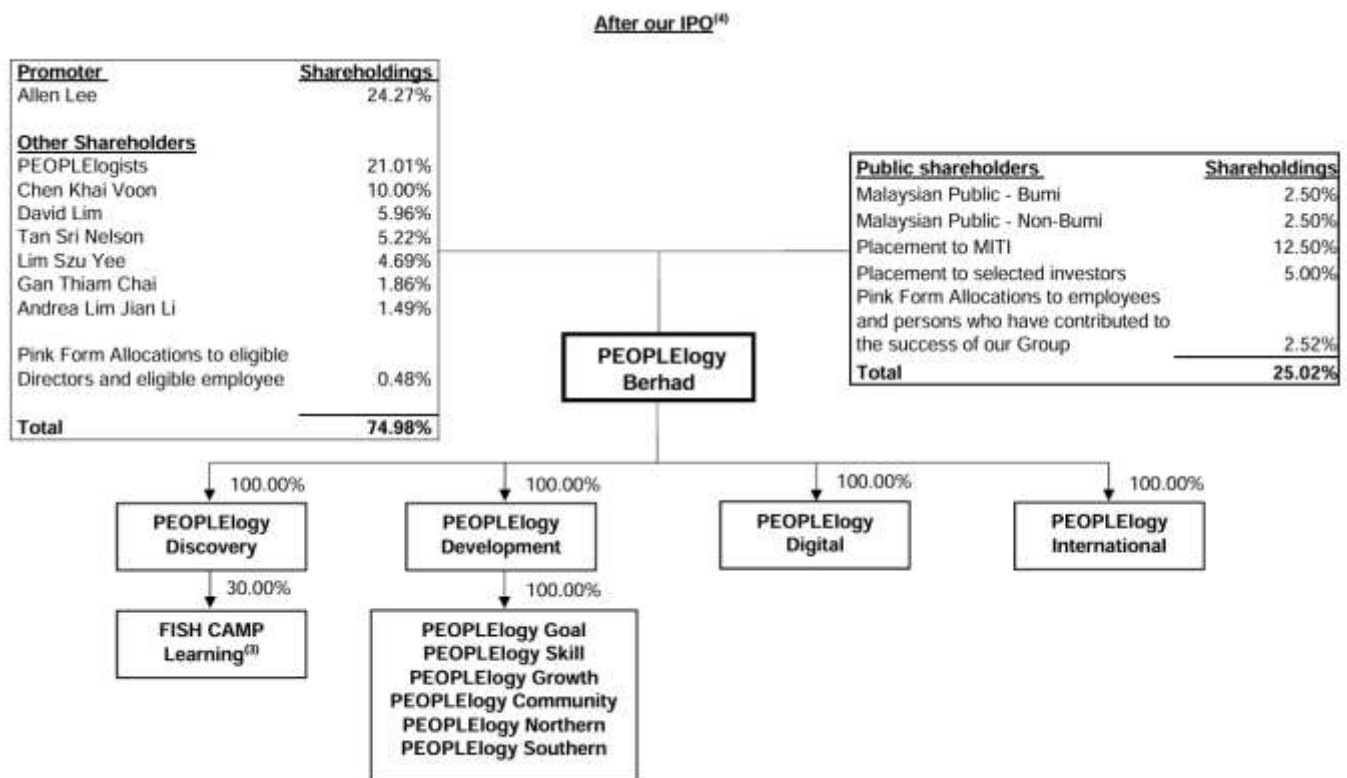 After our IPO(4)
Promoter Shareholdings
Allen Lee 24.27%
Other Shareholders
PEOPLElogists 21.01%
Chen Khai Voon 10.00%
David Lim 5.96%
Tan Sri Nelson 5.22%
Lim Szu Yee 4.69%
Gan Thiam Chai 1.86%
Andrea Lim Jian Li 1.49%
Pink Form Allocations to eligible
Directors and eligible employee 0.48%
Total 74.98%
Public shareholders Shareholdings
Malaysian Public - Bumi 2.50%
Malaysian Public - Non-Bumi 2.50%
Placement to MITI 12.50%
Placement to selected investors 5.00%
Pink Form Allocations to employees
and persons who have contributed to
the success of our Group 2.52%
Total 25.02%
PEOPLElogy
Berhad
100.00%
100.00%
100.00%
100.00%
PEOPLElogy
Discovery
PEOPLElogy
Development
PEOPLElogy
Digital
PEOPLElogy
International
30.00%
100.00%
FISH CAMP
Learning(3)
PEOPLElogy Goal
PEOPLElogy Skill
PEOPLElogy Growth
PEOPLElogy Community
PEOPLElogy Northern
PEOPLElogy Southern